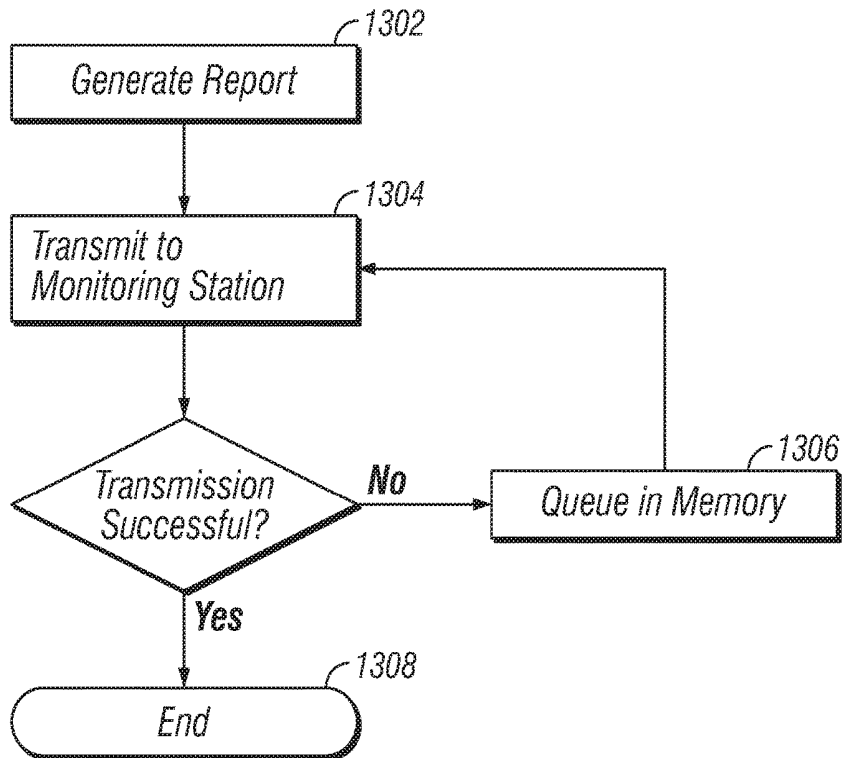 1302
Generate Report
1304
Transmit to
Monitoring Station
Transmission
Successful?
No
1306
Queue in Memory
Yes
1308
End